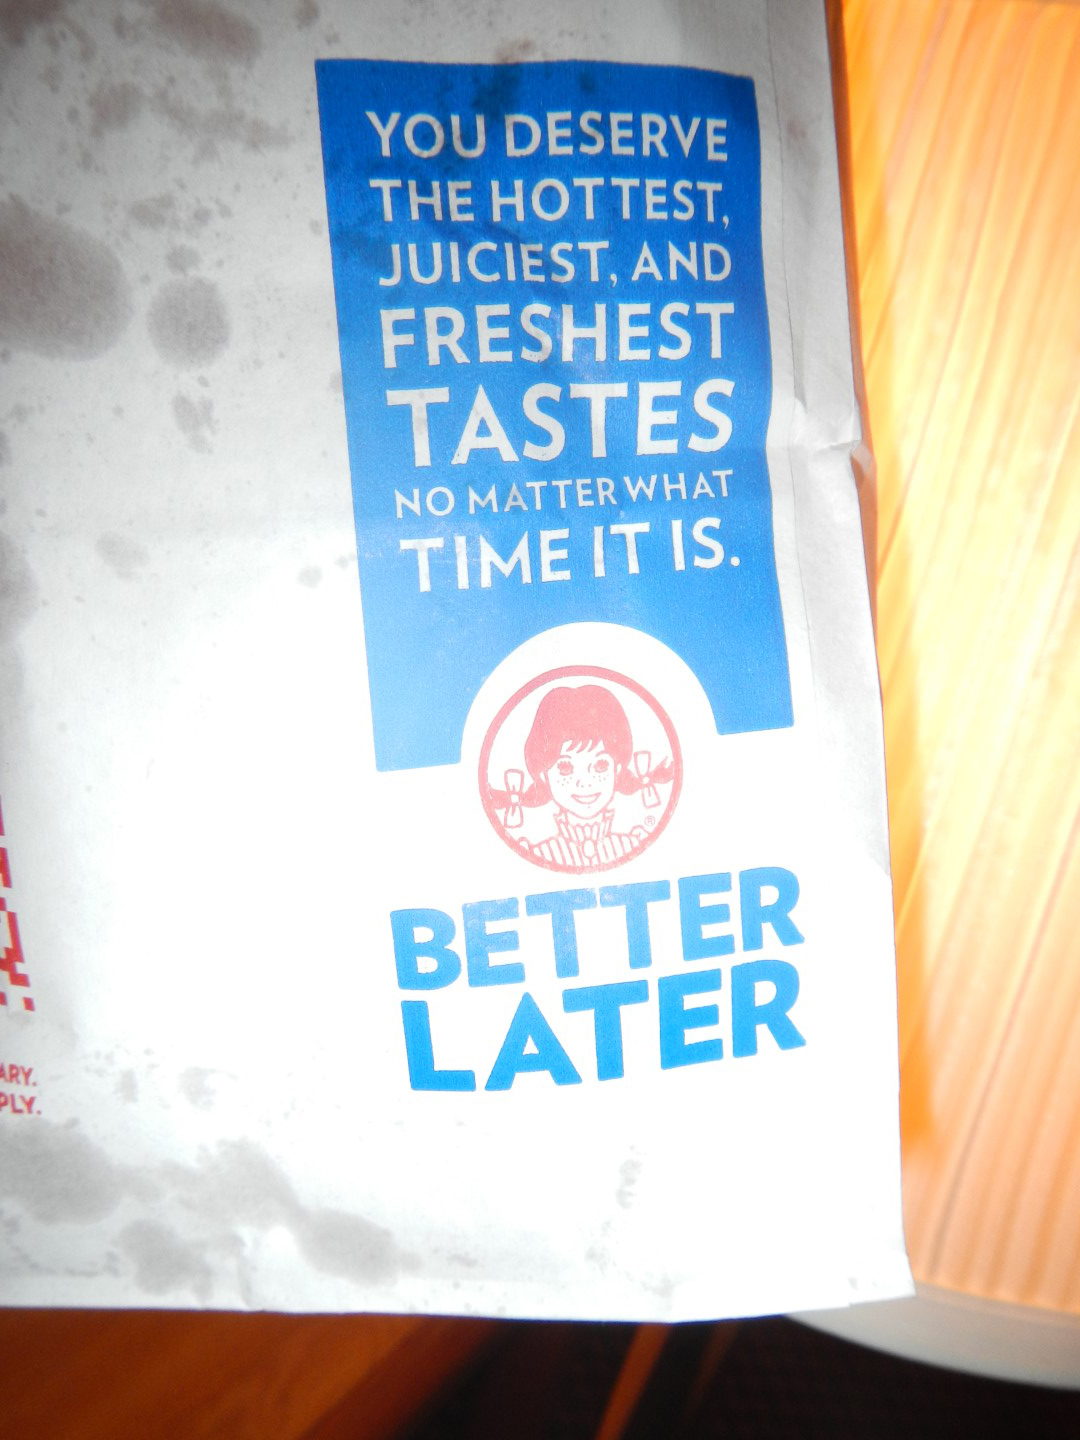 YOU DESERVE
THE HOTTEST,
JUICIEST, AND
FRESHEST
TASTES
NO MATTER WHAT
TIME IT IS.
®
BETTER
LATER